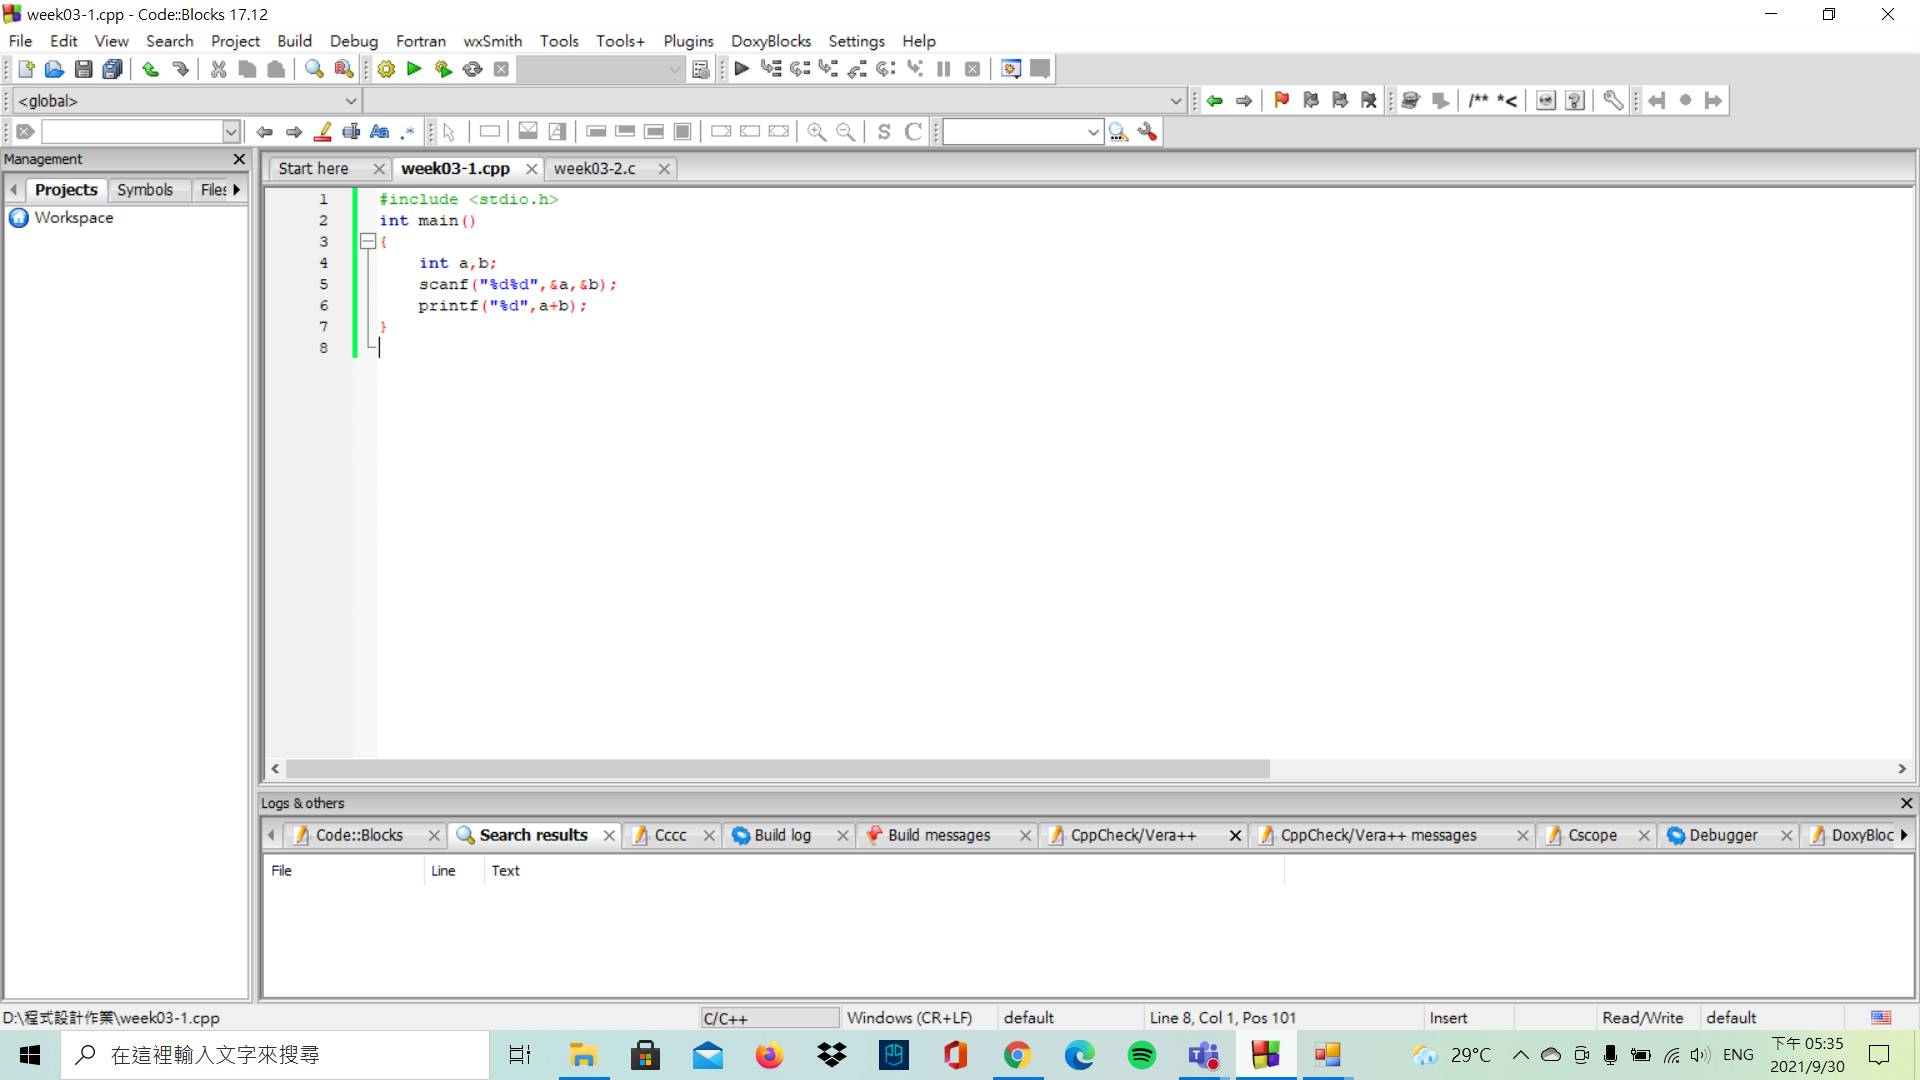 week03-1.cpp - Code::Blocks 17.12
File Edit View Search Project Build Debug Fortran wxSmith Tools Tools+ Plugins DoxyBlocks Settings Help
<global>
/** *<
Aa .*
S C
Management
Projects Symbols Files
Workspace
Start here week03-1.cpp week03-2.c
1 #include <stdio.h>
2 int main()
3 {
4 int a,b;
5 scanf("%d%d",&a,&b);
6 printf("%d",a+b);
7 }
8
Logs & others
Code::Blocks Search results Cccc Build log Build messages CppCheck/Vera++ CppCheck/Vera++ messages Cscope Debugger DoxyBloc
File Line Text
D:\程式設計作業\week03-1.cpp C/C++ Windows (CR+LF) default Line 8, Col 1, Pos 101 Insert Read/Write default
在這裡輸入文字來搜尋
29°C ENG
下午 05:35
2021/9/30